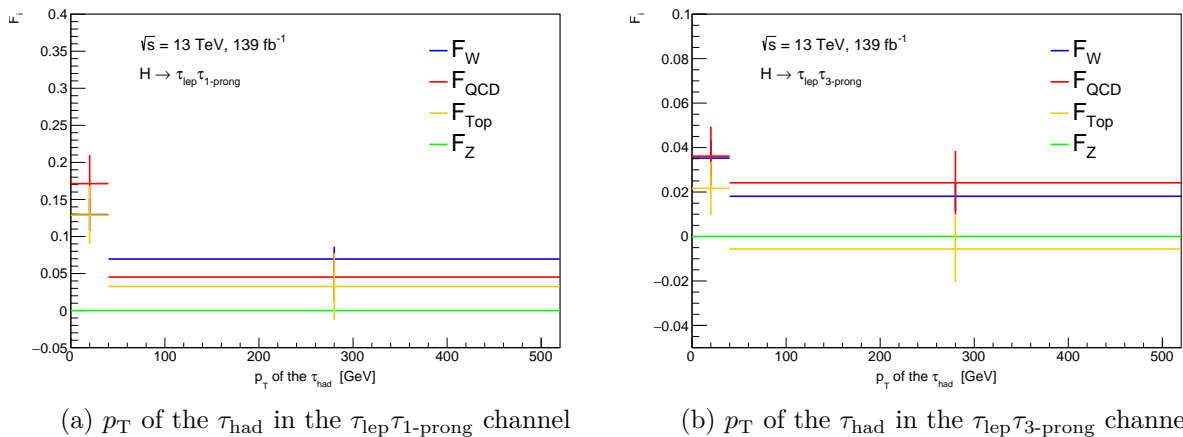 F_i
0.4
0.35
0.3
0.25
0.2
0.15
0.1
0.05
0
−0.05
√s = 13 TeV, 139 fb⁻¹
H → τ_lep τ_1-prong
F_W
F_QCD
F_Top
F_Z
0 100 200 300 400 500
p_T of the τ_had [GeV]
(a) p_T of the τ_had in the τ_lep τ_1-prong channel
F_i
0.1
0.08
0.06
0.04
0.02
0
−0.02
−0.04
√s = 13 TeV, 139 fb⁻¹
H → τ_lep τ_3-prong
F_W
F_QCD
F_Top
F_Z
0 100 200 300 400 500
p_T of the τ_had [GeV]
(b) p_T of the τ_had in the τ_lep τ_3-prong channe